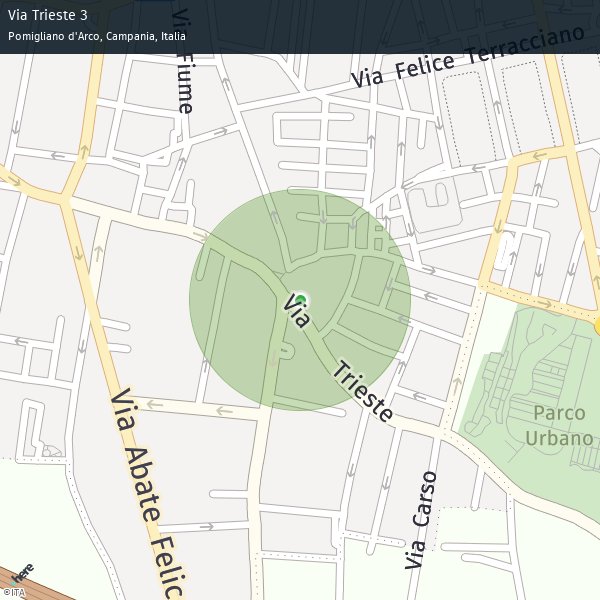 Via Trieste 3
Pomigliano d'Arco, Campania, Italia
Via Fiume
Via Felice Terracciano
Via Trieste
Parco
Urbano
Via Abate Felic
Via Carso
here
©ITA